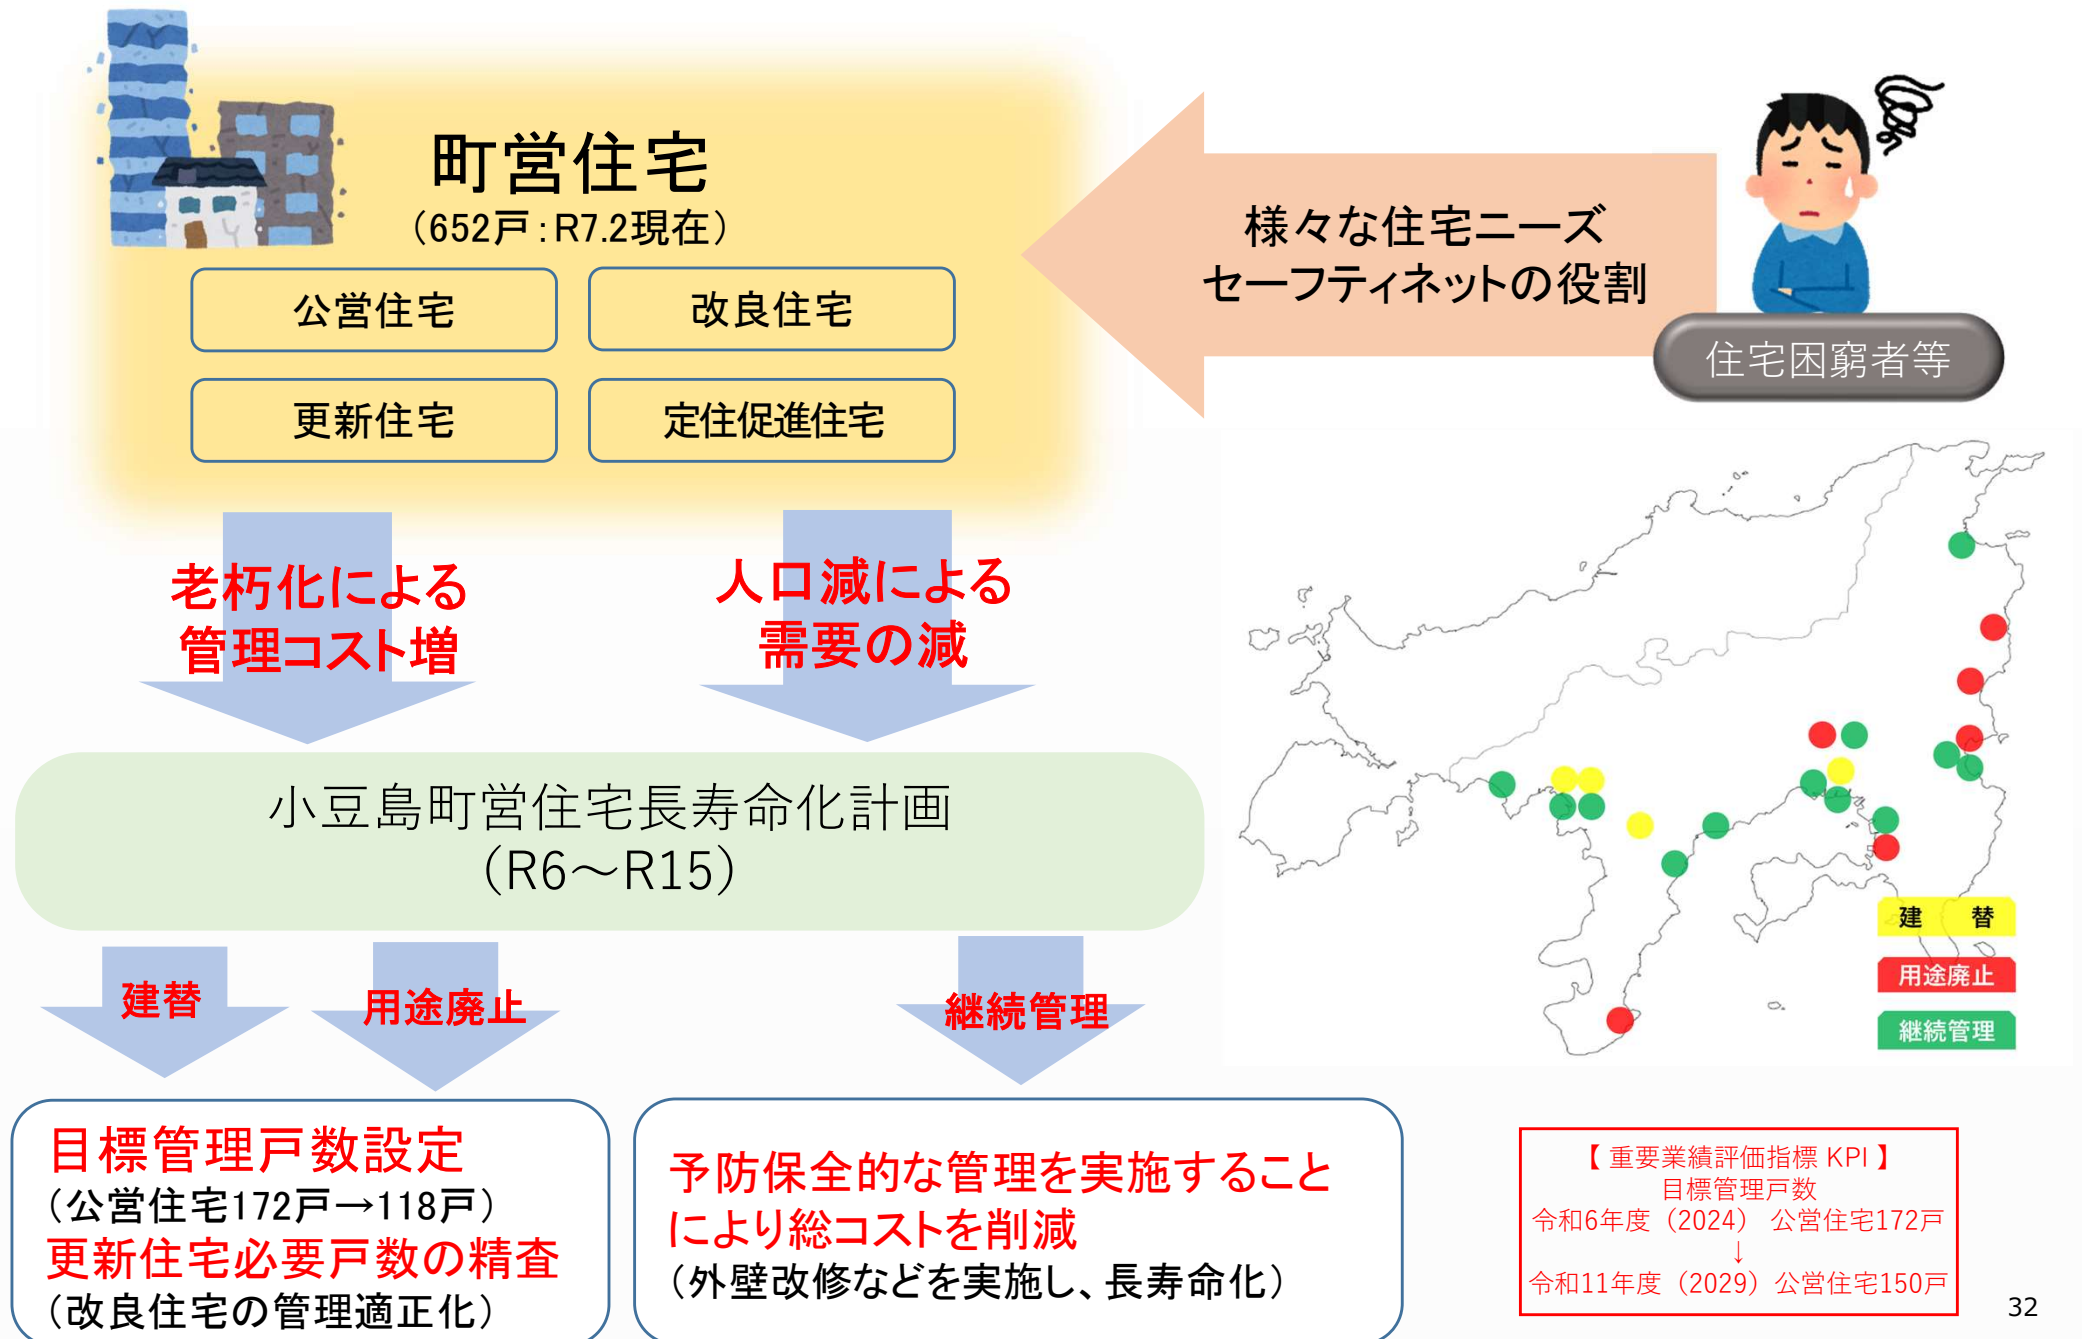 町営住宅
（652戸：R7.2現在）
公営住宅
改良住宅
更新住宅
定住促進住宅
様々な住宅ニーズ
セーフティネットの役割
住宅困窮者等
老朽化による
管理コスト増
人口減による
需要の減
小豆島町営住宅長寿命化計画
（R6～R15）
建替
用途廃止
継続管理
建　替
用途廃止
継続管理
目標管理戸数設定
（公営住宅172戸→118戸）
更新住宅必要戸数の精査
（改良住宅の管理適正化）
予防保全的な管理を実施すること
により総コストを削減
（外壁改修などを実施し、長寿命化）
【 重要業績評価指標 KPI 】
目標管理戸数
令和6年度（2024） 公営住宅172戸
↓
令和11年度（2029）公営住宅150戸
32